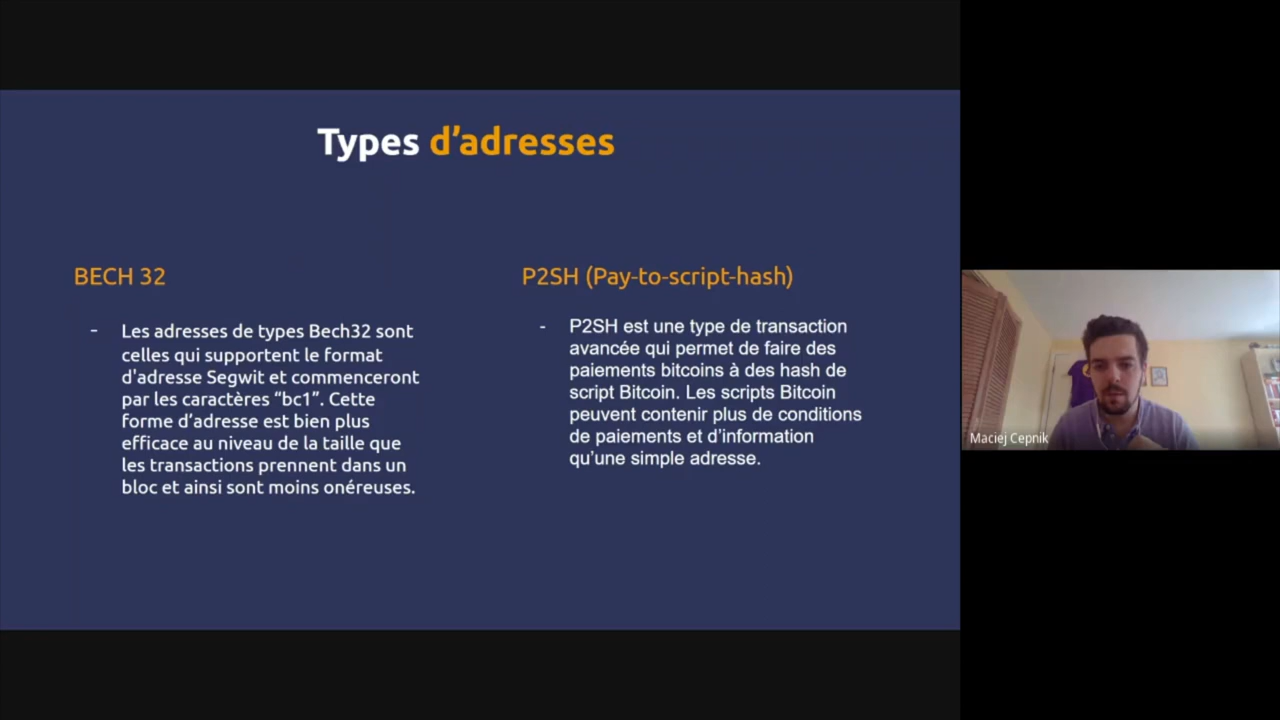 Types d’adresses
BECH 32
- Les adresses de types Bech32 sont
celles qui supportent le format
d'adresse Segwit et commenceront
par les caractères “bc1”. Cette
forme d’adresse est bien plus
efficace au niveau de la taille que
les transactions prennent dans un
bloc et ainsi sont moins onéreuses.
P2SH (Pay-to-script-hash)
- P2SH est une type de transaction
avancée qui permet de faire des
paiements bitcoins à des hash de
script Bitcoin. Les scripts Bitcoin
peuvent contenir plus de conditions
de paiements et d’information
qu’une simple adresse.
Maciej Cepnik